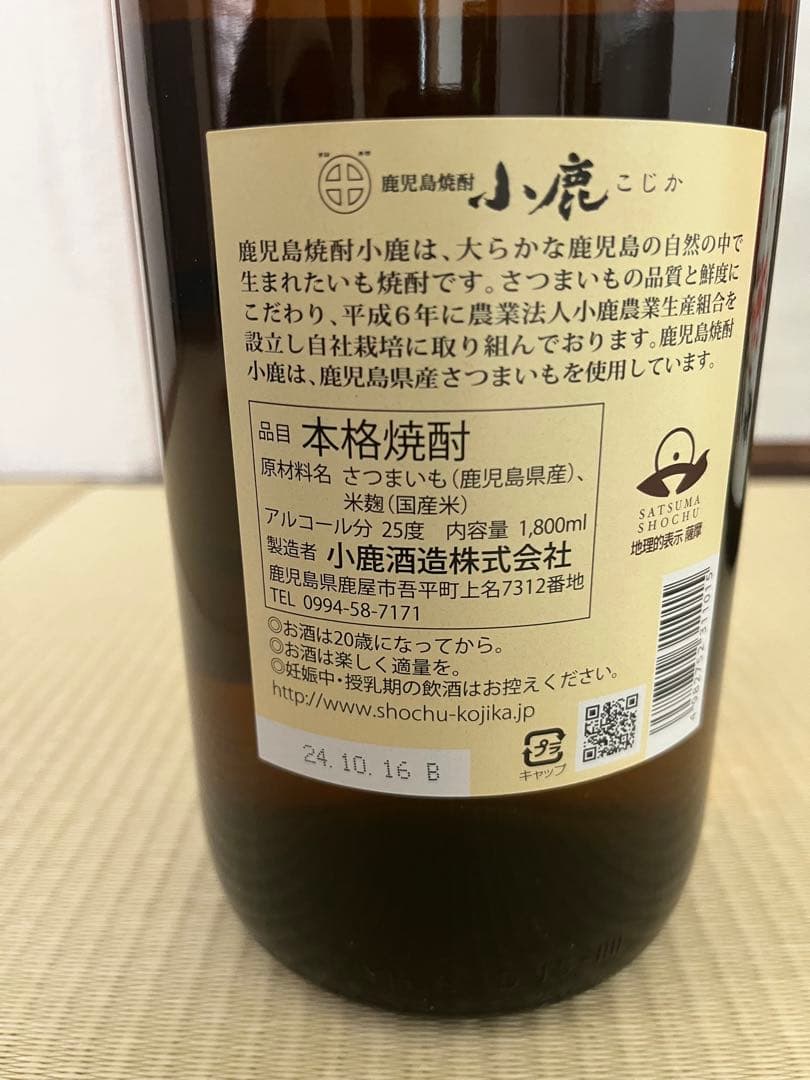 鹿児島焼酎 小鹿 こじか
鹿児島焼酎小鹿は、大らかな鹿児島の自然の中で
生まれたいも焼酎です。さつまいもの品質と鮮度に
こだわり、平成6年に農業法人小鹿農業生産組合を
設立し自社栽培に取り組んでおります。鹿児島焼酎
小鹿は、鹿児島県産さつまいもを使用しています。
品目 本格焼酎
原材料名 さつまいも(鹿児島県産)、
米麹(国産米)
アルコール分 25度 内容量 1,800ml
製造者 小鹿酒造株式会社
鹿児島県鹿屋市吾平町上名7312番地
TEL 0994-58-7171
SATSUMA
SHOCHU
地理的表示 薩摩
◎お酒は20歳になってから。
◎お酒は楽しく適量を。
◎妊娠中・授乳期の飲酒はお控えください。
http://www.shochu-kojika.jp
プラ
キャップ
4 982752 311015
24.10.16 B